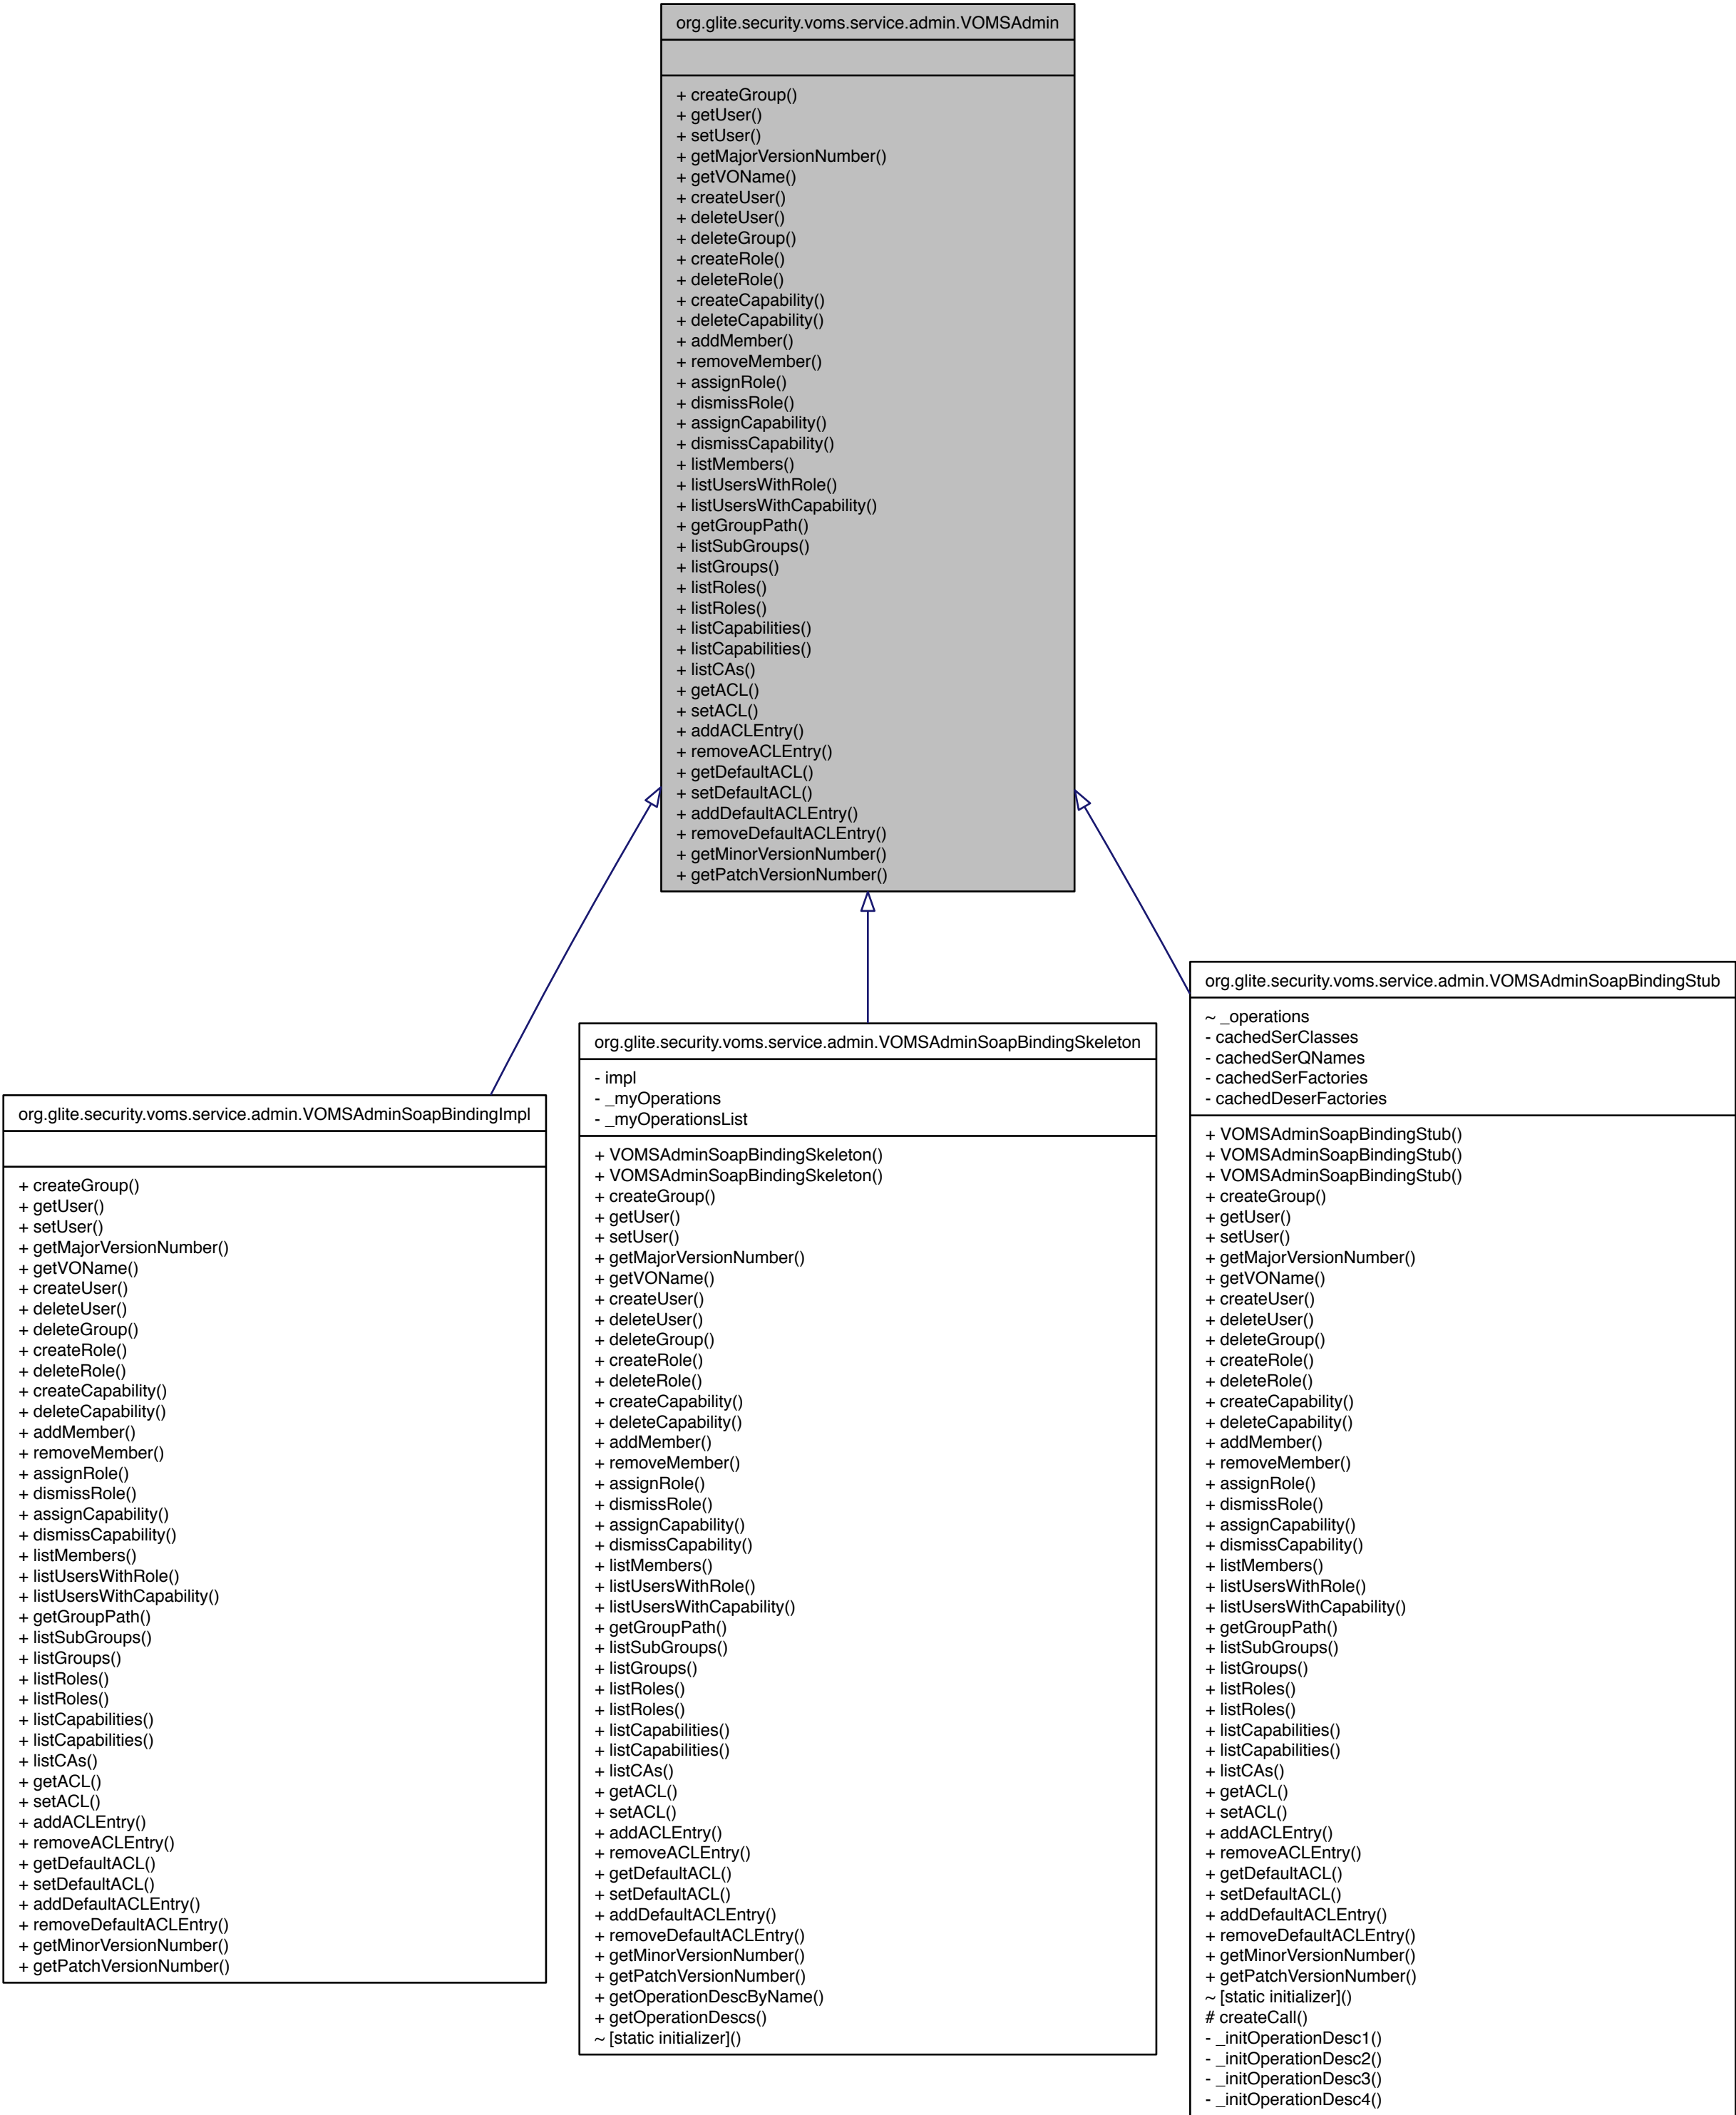 org.glite.security.voms.service.admin.VOMSAdmin
+ createGroup()
+ getUser()
+ setUser()
+ getMajorVersionNumber()
+ getVOName()
+ createUser()
+ deleteUser()
+ deleteGroup()
+ createRole()
+ deleteRole()
+ createCapability()
+ deleteCapability()
+ addMember()
+ removeMember()
+ assignRole()
+ dismissRole()
+ assignCapability()
+ dismissCapability()
+ listMembers()
+ listUsersWithRole()
+ listUsersWithCapability()
+ getGroupPath()
+ listSubGroups()
+ listGroups()
+ listRoles()
+ listRoles()
+ listCapabilities()
+ listCapabilities()
+ listCAs()
+ getACL()
+ setACL()
+ addACLEntry()
+ removeACLEntry()
+ getDefaultACL()
+ setDefaultACL()
+ addDefaultACLEntry()
+ removeDefaultACLEntry()
+ getMinorVersionNumber()
+ getPatchVersionNumber()
org.glite.security.voms.service.admin.VOMSAdminSoapBindingImpl
+ createGroup()
+ getUser()
+ setUser()
+ getMajorVersionNumber()
+ getVOName()
+ createUser()
+ deleteUser()
+ deleteGroup()
+ createRole()
+ deleteRole()
+ createCapability()
+ deleteCapability()
+ addMember()
+ removeMember()
+ assignRole()
+ dismissRole()
+ assignCapability()
+ dismissCapability()
+ listMembers()
+ listUsersWithRole()
+ listUsersWithCapability()
+ getGroupPath()
+ listSubGroups()
+ listGroups()
+ listRoles()
+ listRoles()
+ listCapabilities()
+ listCapabilities()
+ listCAs()
+ getACL()
+ setACL()
+ addACLEntry()
+ removeACLEntry()
+ getDefaultACL()
+ setDefaultACL()
+ addDefaultACLEntry()
+ removeDefaultACLEntry()
+ getMinorVersionNumber()
+ getPatchVersionNumber()
org.glite.security.voms.service.admin.VOMSAdminSoapBindingSkeleton
- impl
- _myOperations
- _myOperationsList
+ VOMSAdminSoapBindingSkeleton()
+ VOMSAdminSoapBindingSkeleton()
+ createGroup()
+ getUser()
+ setUser()
+ getMajorVersionNumber()
+ getVOName()
+ createUser()
+ deleteUser()
+ deleteGroup()
+ createRole()
+ deleteRole()
+ createCapability()
+ deleteCapability()
+ addMember()
+ removeMember()
+ assignRole()
+ dismissRole()
+ assignCapability()
+ dismissCapability()
+ listMembers()
+ listUsersWithRole()
+ listUsersWithCapability()
+ getGroupPath()
+ listSubGroups()
+ listGroups()
+ listRoles()
+ listRoles()
+ listCapabilities()
+ listCapabilities()
+ listCAs()
+ getACL()
+ setACL()
+ addACLEntry()
+ removeACLEntry()
+ getDefaultACL()
+ setDefaultACL()
+ addDefaultACLEntry()
+ removeDefaultACLEntry()
+ getMinorVersionNumber()
+ getPatchVersionNumber()
+ getOperationDescByName()
+ getOperationDescs()
~ [static initializer]()
org.glite.security.voms.service.admin.VOMSAdminSoapBindingStub
~ _operations
- cachedSerClasses
- cachedSerQNames
- cachedSerFactories
- cachedDeserFactories
+ VOMSAdminSoapBindingStub()
+ VOMSAdminSoapBindingStub()
+ VOMSAdminSoapBindingStub()
+ createGroup()
+ getUser()
+ setUser()
+ getMajorVersionNumber()
+ getVOName()
+ createUser()
+ deleteUser()
+ deleteGroup()
+ createRole()
+ deleteRole()
+ createCapability()
+ deleteCapability()
+ addMember()
+ removeMember()
+ assignRole()
+ dismissRole()
+ assignCapability()
+ dismissCapability()
+ listMembers()
+ listUsersWithRole()
+ listUsersWithCapability()
+ getGroupPath()
+ listSubGroups()
+ listGroups()
+ listRoles()
+ listRoles()
+ listCapabilities()
+ listCapabilities()
+ listCAs()
+ getACL()
+ setACL()
+ addACLEntry()
+ removeACLEntry()
+ getDefaultACL()
+ setDefaultACL()
+ addDefaultACLEntry()
+ removeDefaultACLEntry()
+ getMinorVersionNumber()
+ getPatchVersionNumber()
~ [static initializer]()
# createCall()
- _initOperationDesc1()
- _initOperationDesc2()
- _initOperationDesc3()
- _initOperationDesc4()